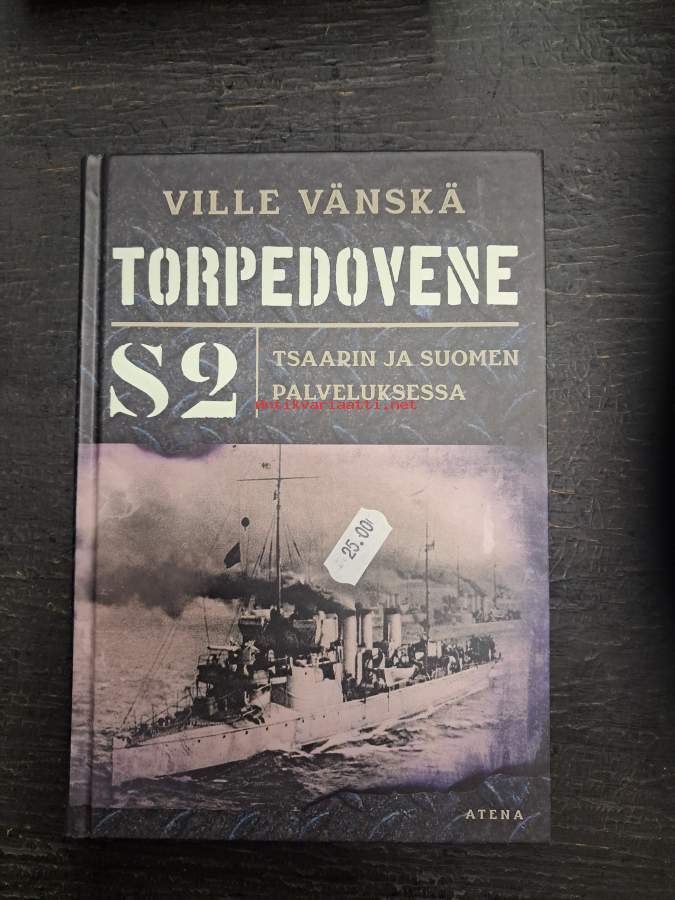 VILLE VÄNSKÄ
TORPEDOVENE
S2
TSAARIN JA SUOMEN
PALVELUKSESSA
Antikvariaatti.net
25.00
ATENA